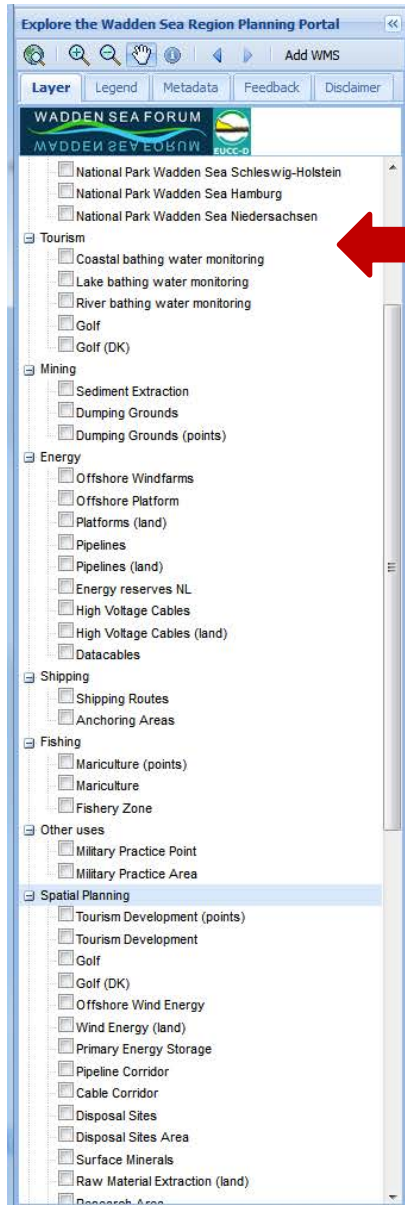 Explore the Wadden Sea Region Planning Portal
Add WMS
Layer Legend Metadata Feedback Disclaimer
WADDEN SEA FORUM
WADDEN SEA FORUM
EUCC-D
National Park Wadden Sea Schleswig-Holstein
National Park Wadden Sea Hamburg
National Park Wadden Sea Niedersachsen
Tourism
Coastal bathing water monitoring
Lake bathing water monitoring
River bathing water monitoring
Golf
Golf (DK)
Mining
Sediment Extraction
Dumping Grounds
Dumping Grounds (points)
Energy
Offshore Windfarms
Offshore Platform
Platforms (land)
Pipelines
Pipelines (land)
Energy reserves NL
High Voltage Cables
High Voltage Cables (land)
Datacables
Shipping
Shipping Routes
Anchoring Areas
Fishing
Mariculture (points)
Mariculture
Fishery Zone
Other uses
Military Practice Point
Military Practice Area
Spatial Planning
Tourism Development (points)
Tourism Development
Golf
Golf (DK)
Offshore Wind Energy
Wind Energy (land)
Primary Energy Storage
Pipeline Corridor
Cable Corridor
Disposal Sites
Disposal Sites Area
Surface Minerals
Raw Material Extraction (land)
Research Area